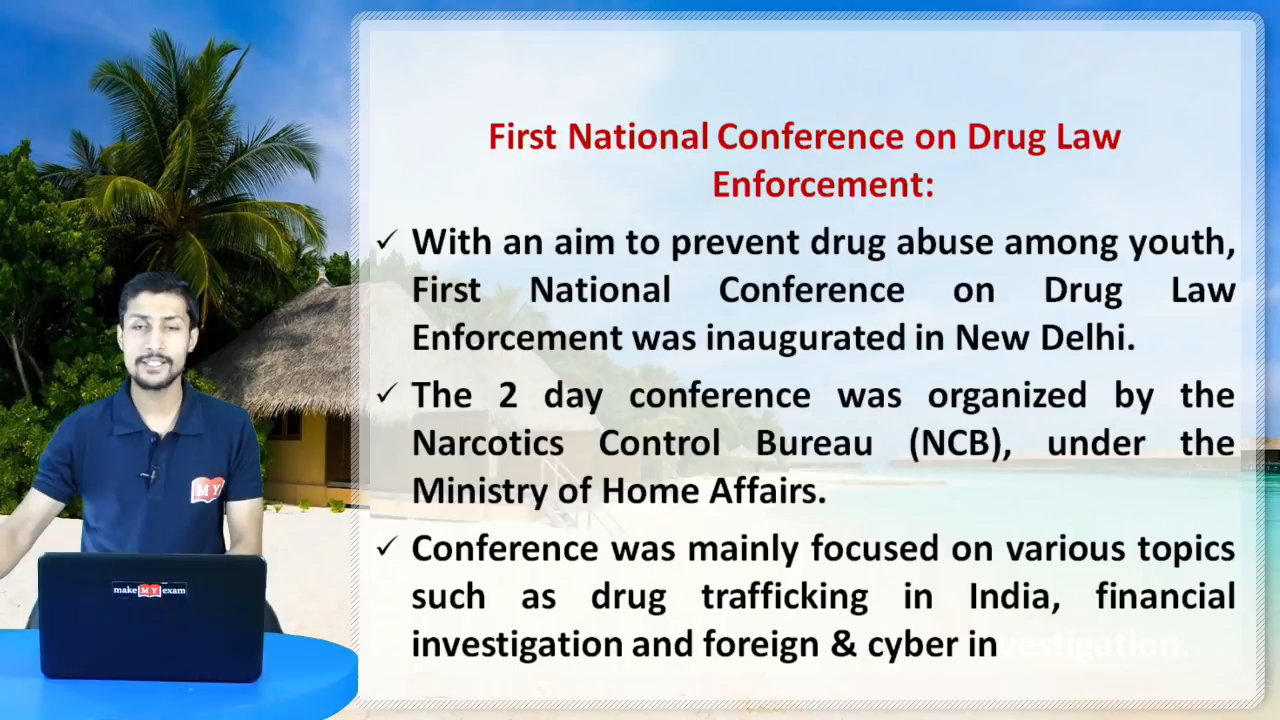 First National Conference on Drug Law
Enforcement:
✓ With an aim to prevent drug abuse among youth,
First National Conference on Drug Law
Enforcement was inaugurated in New Delhi.
✓ The 2 day conference was organized by the
Narcotics Control Bureau (NCB), under the
Ministry of Home Affairs.
✓ Conference was mainly focused on various topics
such as drug trafficking in India, financial
investigation and foreign & cyber investigation.
MY
make MY exam